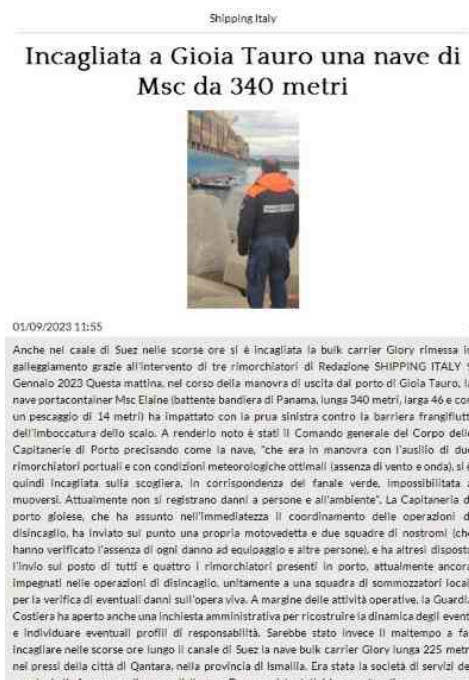 Shipping Italy
Incagliata a Gioia Tauro una nave di
Msc da 340 metri
01/09/2023 11:55
Anche nel caale di Suez nelle scorse ore si è incagliata la bulk carrier Glory rimessa in
galleggiamento grazie all'intervento di tre rimorchiatori di Redazione SHIPPING ITALY 9
Gennaio 2023 Questa mattina, nel corso della manovra di uscita dal porto di Gioia Tauro, la
nave portacontainer Msc Elaine (battente bandiera di Panama, lunga 340 metri, larga 46 e con
un pescaggio di 14 metri) ha impattato con la prua sinistra contro la barriera frangiflutti
dell'imboccatura dello scalo. A renderlo noto è stati il Comando generale del Corpo delle
Capitanerie di Porto precisando come la nave, "che era in manovra con l'ausilio di due
rimorchiatori portuali e con condizioni meteorologiche ottimali (assenza di vento e onda), si è
quindi incagliata sulla scogliera, in corrispondenza del fanale verde, impossibilitata a
muoversi. Attualmente non si registrano danni a persone e all'ambiente". La Capitaneria di
porto gioiese, che ha assunto nell'immediatezza il coordinamento delle operazioni di
disincaglio, ha inviato sul punto una propria motovedetta e due squadre di nostromi (che
hanno verificato l'assenza di ogni danno ad equipaggio e altre persone), e ha altresì disposto
l'invio sul posto di tutti e quattro i rimorchiatori presenti in porto, attualmente ancora
impegnati nelle operazioni di disincaglio, unitamente a una squadra di sommozzatori locali
per la verifica di eventuali danni sull'opera viva. A margine delle attività operative, la Guardia
Costiera ha aperto anche una inchiesta amministrativa per ricostruire la dinamica degli eventi
e individuare eventuali profili di responsabilità. Sarebbe stato invece il maltempo a far
incagliare nelle scorse ore lungo il canale di Suez la nave bulk carrier Glory lunga 225 metri
nei pressi della città di Qantara, nella provincia di Ismailia. Era stata la società di servizi del